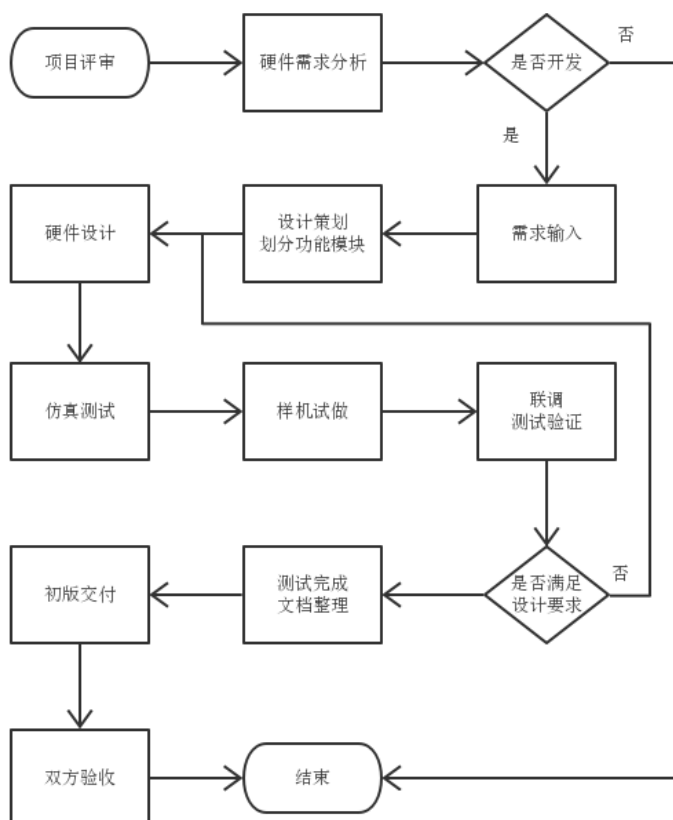 项目评审
硬件需求分析
是否开发
否
是
硬件设计
设计策划
划分功能模块
需求输入
仿真测试
样机试做
联调
测试验证
初版交付
测试完成
文档整理
是否满足
设计要求
否
双方验收
结束